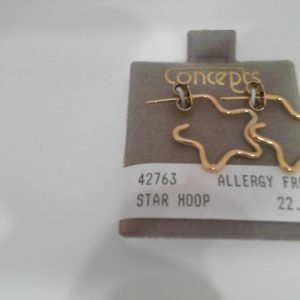 Concepts
42763 ALLERGY FR
STAR HOOP 22.